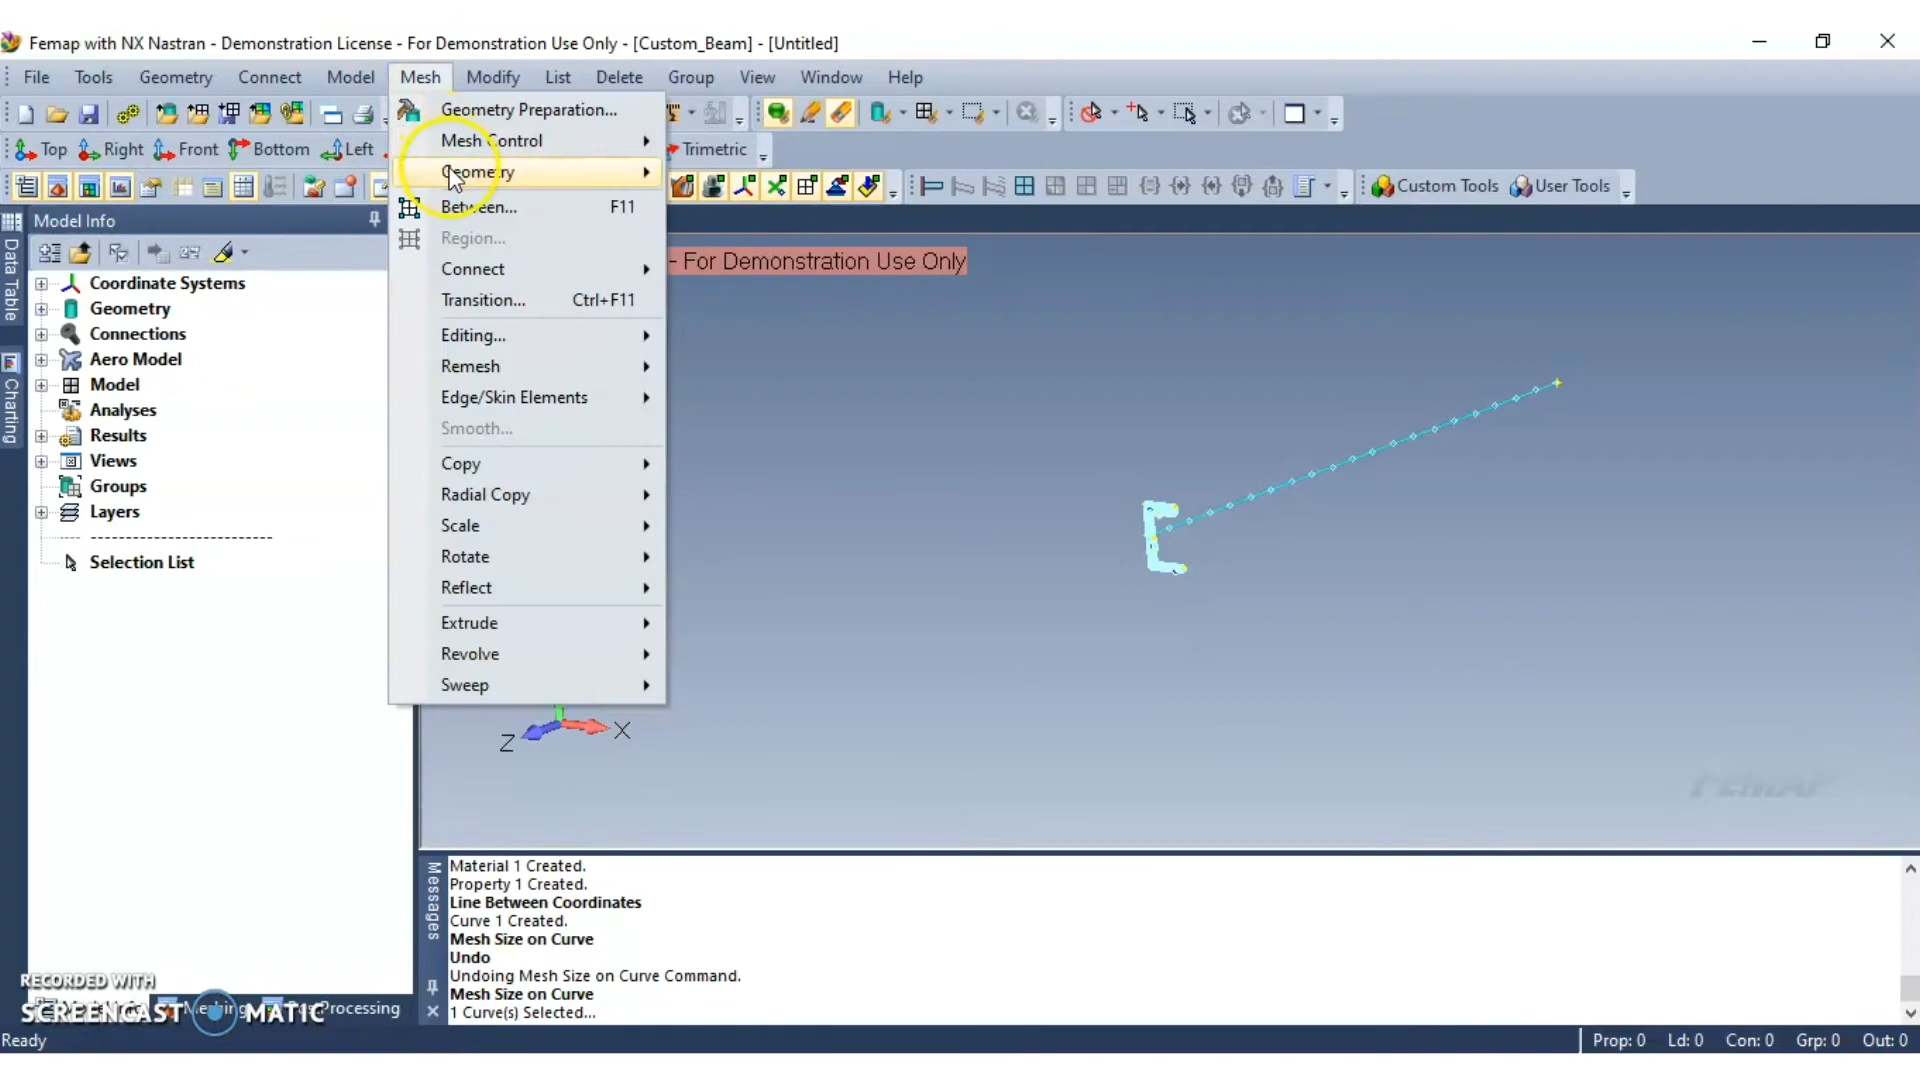 Femap with NX Nastran - Demonstration License - For Demonstration Use Only - [Custom_Beam] - [Untitled]
File Tools Geometry Connect Model Mesh Modify List Delete Group View Window Help
Top Right Front Bottom Left Trimetric
Custom Tools User Tools
Geometry Preparation...
Mesh Control
Geometry
Between... F11
Region...
Connect
Transition... Ctrl+F11
Editing...
Remesh
Edge/Skin Elements
Smooth...
Copy
Radial Copy
Scale
Rotate
Reflect
Extrude
Revolve
Sweep
Model Info
Data Table
Charting
Coordinate Systems
Geometry
Connections
Aero Model
Model
Analyses
Results
Views
Groups
Layers
Selection List
- For Demonstration Use Only
Z X
FEMAP
Messages
Material 1 Created.
Property 1 Created.
Line Between Coordinates
Curve 1 Created.
Mesh Size on Curve
Undo
Undoing Mesh Size on Curve Command.
Mesh Size on Curve
1 Curve(s) Selected...
RECORDED WITH
SCREENCAST MATIC
Ready
Prop: 0 Ld: 0 Con: 0 Grp: 0 Out: 0